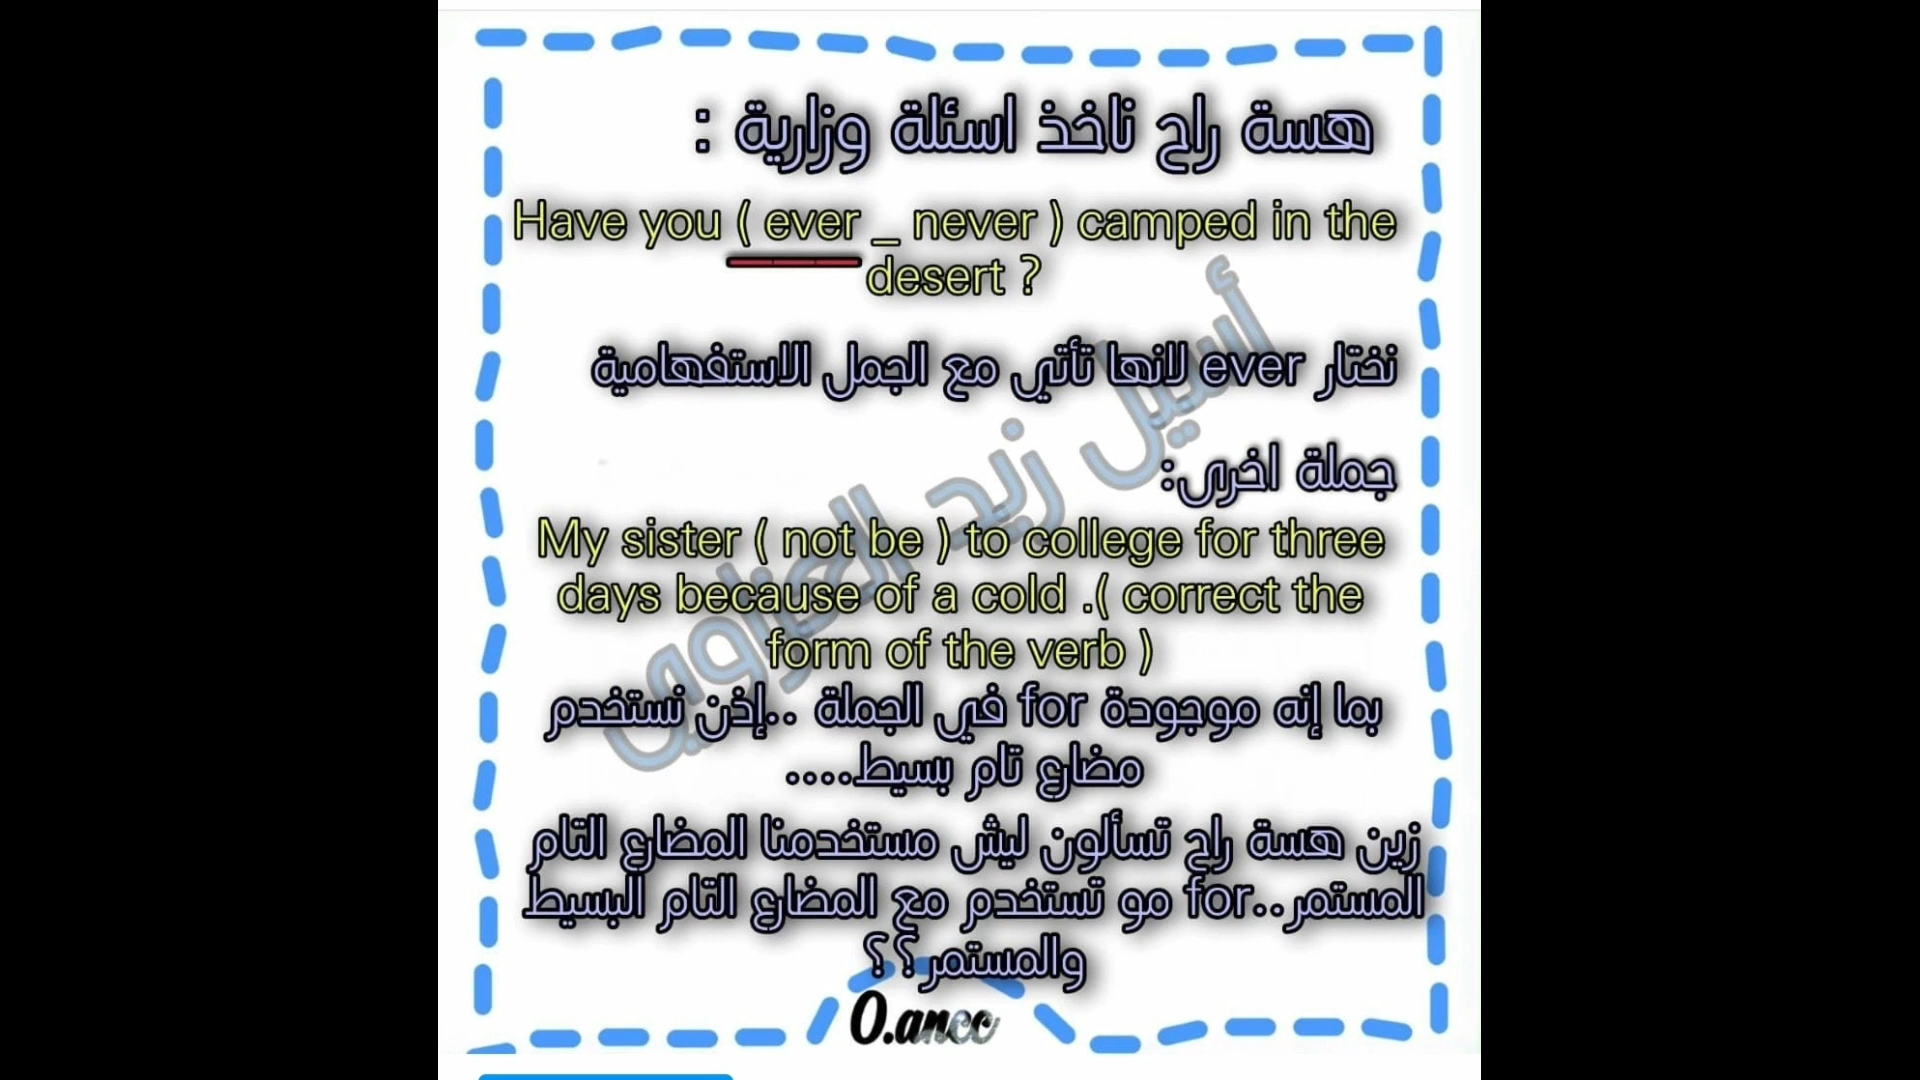 هسة راح ناخذ اسئلة وزارية :
Have you ( ever _ never ) camped in the
desert ?
نختار ever لانها تأتي مع الجمل الاستفهامية
جملة اخرى:
My sister ( not be ) to college for three
days because of a cold .( correct the
form of the verb )
بما إنه موجودة for في الجملة ..إذن نستخدم
مضارع تام بسيط....
زين هسة راح تسألون ليش مستخدمنا المضارع التام
المستمر..for مو تستخدم مع المضارع التام البسيط
والمستمر؟؟
أسيل زيد العزاوي